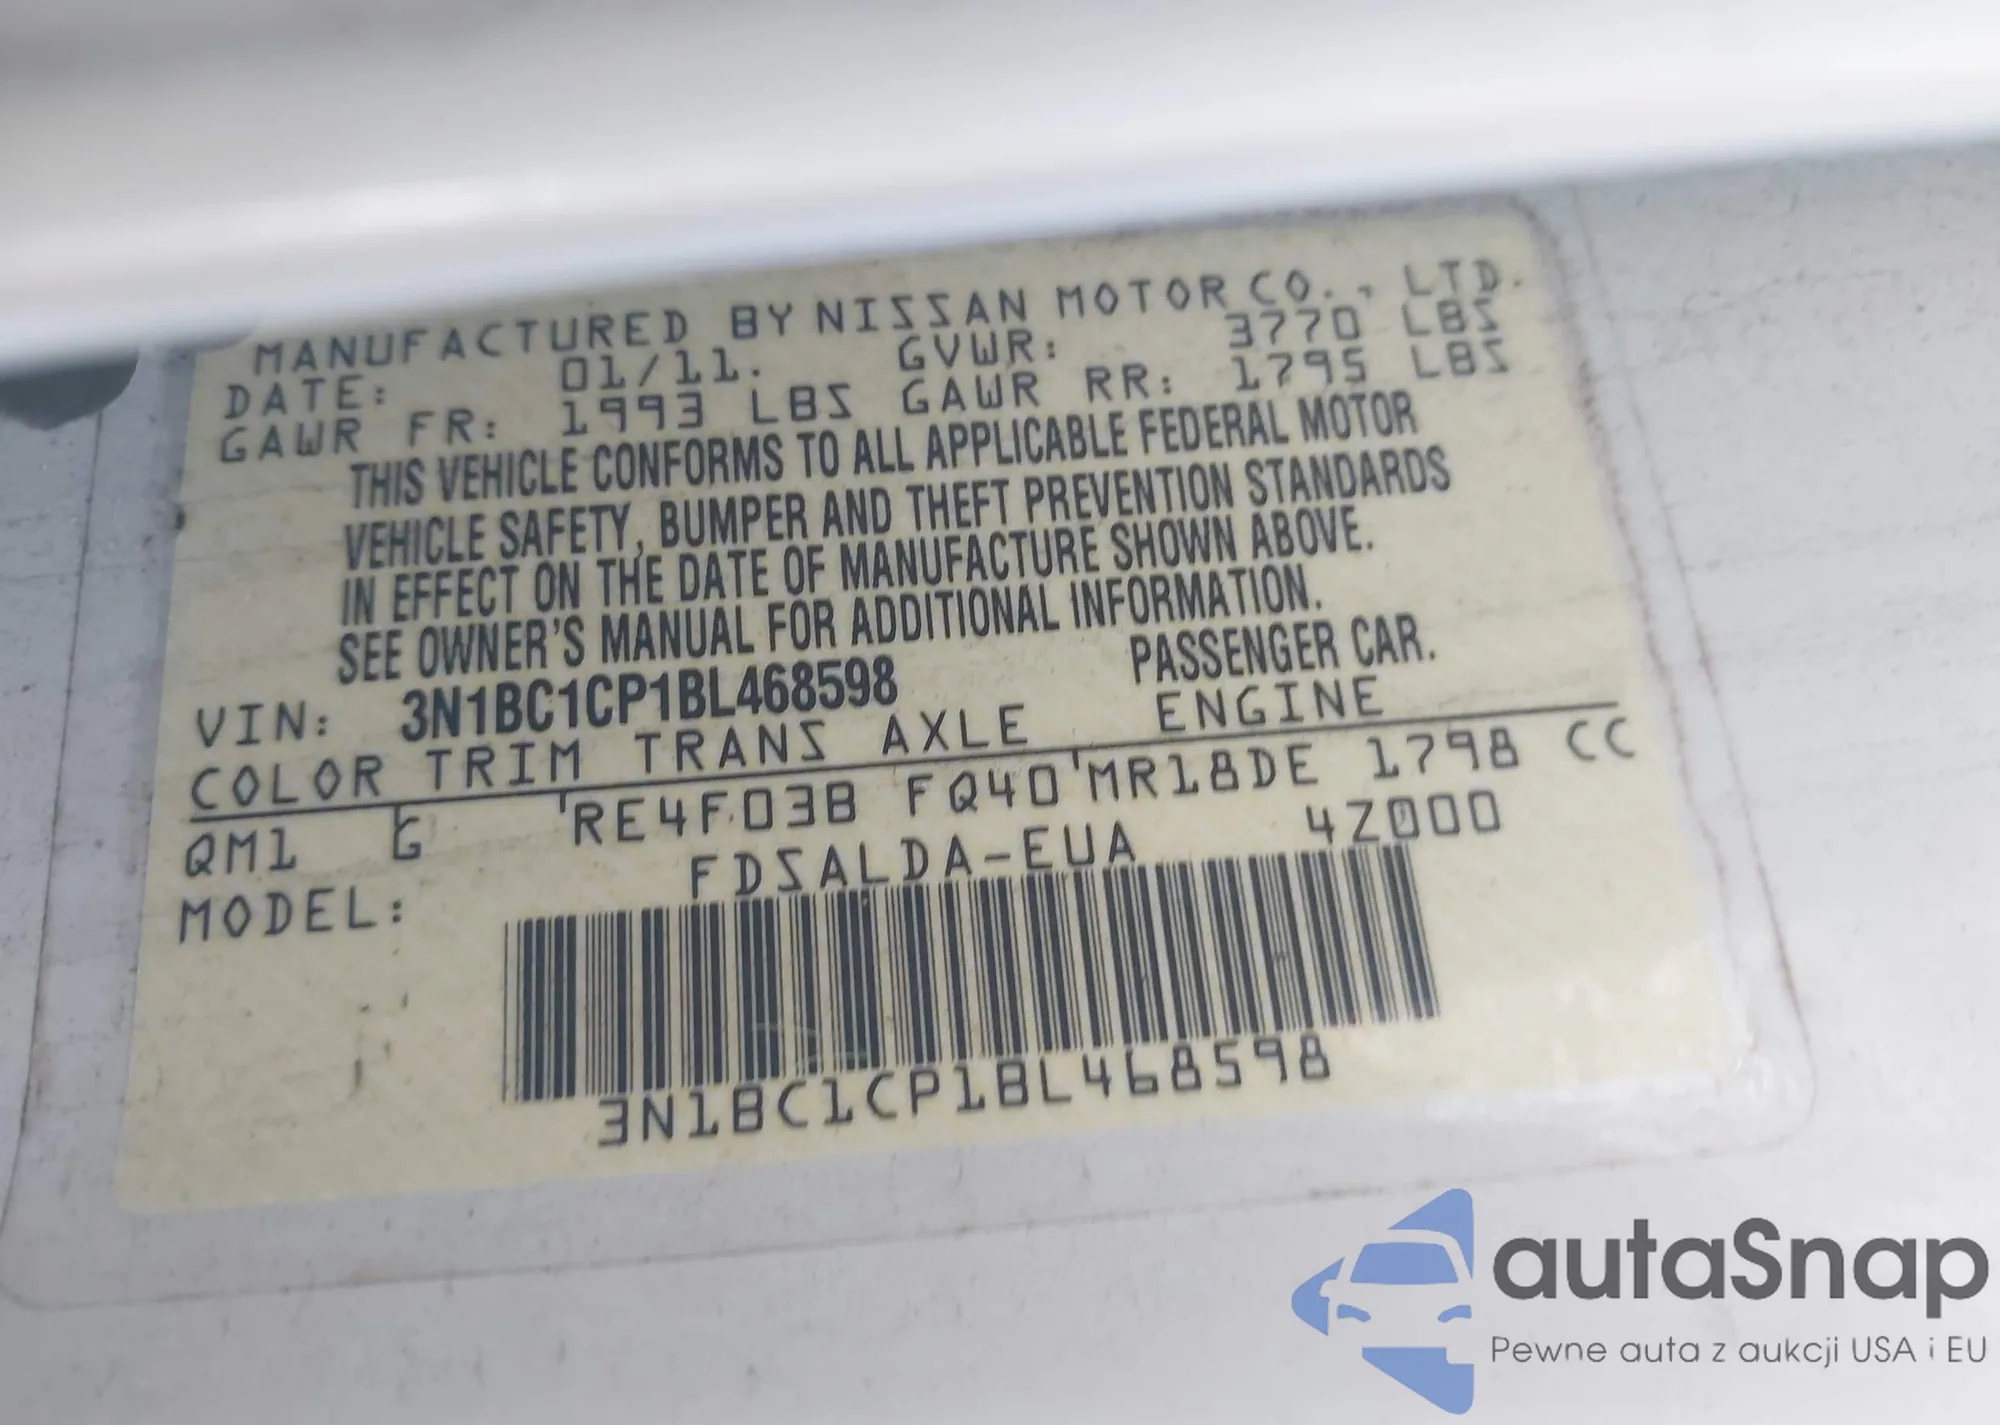 MANUFACTURED BY NISSAN MOTOR CO., LTD.
DATE: 01/11. GVWR: 3770 LBS
GAWR FR: 1993 LBS GAWR RR: 1795 LBS
THIS VEHICLE CONFORMS TO ALL APPLICABLE FEDERAL MOTOR
VEHICLE SAFETY, BUMPER AND THEFT PREVENTION STANDARDS
IN EFFECT ON THE DATE OF MANUFACTURE SHOWN ABOVE.
SEE OWNER'S MANUAL FOR ADDITIONAL INFORMATION.
VIN: 3N1BC1CP1BL468598 PASSENGER CAR.
COLOR TRIM TRANS AXLE ENGINE
QM1 G RE4F03B FQ40 MR18DE 1798 CC
MODEL: FDSALDA-EUA 4Z000
3N1BC1CP1BL468598
autaSnap
Pewne auta z aukcji USA i EU